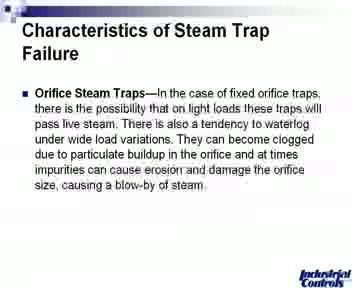 Characteristics of Steam Trap
Failure
Orifice Steam Traps—In the case of fixed orifice traps,
there is the possibility that on light loads these traps will
pass live steam. There is also a tendency to waterlog
under wide load variations. They can become clogged
due to particulate buildup in the orifice and at times
impurities can cause erosion and damage the orifice
size, causing a blow-by of steam.
Industrial
Controls